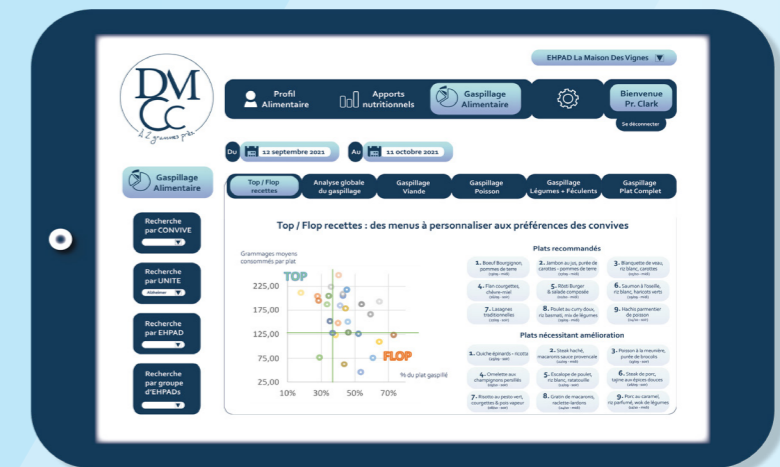 EHPAD La Maison Des Vignes
DM
Cc
à 2 grammes près
Profil
Alimentaire
Apports
nutritionnels
Gaspillage
Alimentaire
Bienvenue
Pr. Clark
Se déconnecter
Du
12 septembre 2021
Au
11 octobre 2021
Gaspillage
Alimentaire
Top / Flop
recettes
Analyse globale
du gaspillage
Gaspillage
Viande
Gaspillage
Poisson
Gaspillage
Légumes + Féculents
Gaspillage
Plat Complet
Recherche
par CONVIVE
Recherche
par UNITE
Alzheimer
Recherche
par EHPAD
Recherche
par groupe
d'EHPADs
Top / Flop recettes : des menus à personnaliser aux préférences des convives
Grammages moyens
consommés par plat
TOP
225,00
175,00
125,00
75,00
25,00
FLOP
% du plat gaspillé
10%
30%
50%
70%
Plats recommandés
1. Boeuf Bourgignon,
pommes de terre
2. Jambon au jus, purée de
carottes - pommes de terre
3. Blanquette de veau,
riz blanc, carottes
4. Flan courgettes,
chèvre-miel
5. Wasti Burger
& salade composée
6. Saumon à l'oseille,
riz blanc, haricots verts
7. Lasagnes
traditionnelles
8. Poulet au curry doux,
riz basmati, mix de légumes
9. Hachis parmentier
de poisson
Plats nécessitant amélioration
1. Quiche épinards - ricotta
2. Steak haché,
macarons sauce provencale
3. Poisson à la meunière,
purée de brocolis
4. Omelette aux
champignons persillés
5. Escalope de poulet,
riz blanc, ratatouille
6. Steak de porc,
tajine aux épices douces
7. Risotto au pesto-vert,
courgettes & pois vapeur
8. Gratin de macarons,
raclette-lardons
9. Porc au caramel,
riz parfumé, wok de légumes